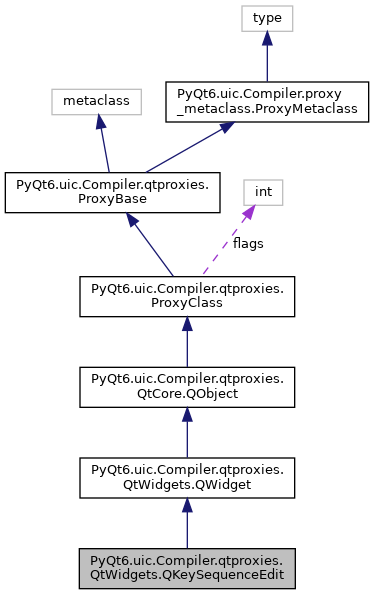 type
PyQt6.uic.Compiler.proxy
_metaclass.ProxyMetaclass
metaclass
PyQt6.uic.Compiler.qtproxies.
ProxyBase
int
flags
PyQt6.uic.Compiler.qtproxies.
ProxyClass
PyQt6.uic.Compiler.qtproxies.
QtCore.QObject
PyQt6.uic.Compiler.qtproxies.
QtWidgets.QWidget
PyQt6.uic.Compiler.qtproxies.
QtWidgets.QKeySequenceEdit